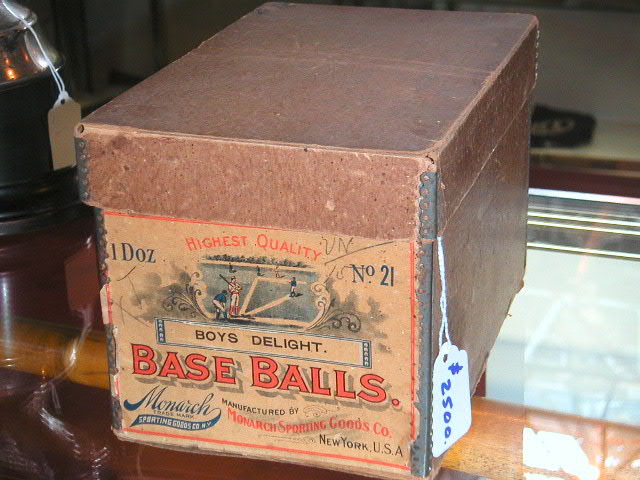 HIGHEST QUALITY
1 DOZ
No 21
BOYS DELIGHT.
BASE BALLS.
Monarch
TRADE MARK
SPORTING GOODS CO. N.Y.
MANUFACTURED BY
MONARCH SPORTING GOODS CO.
NEW YORK, U.S.A